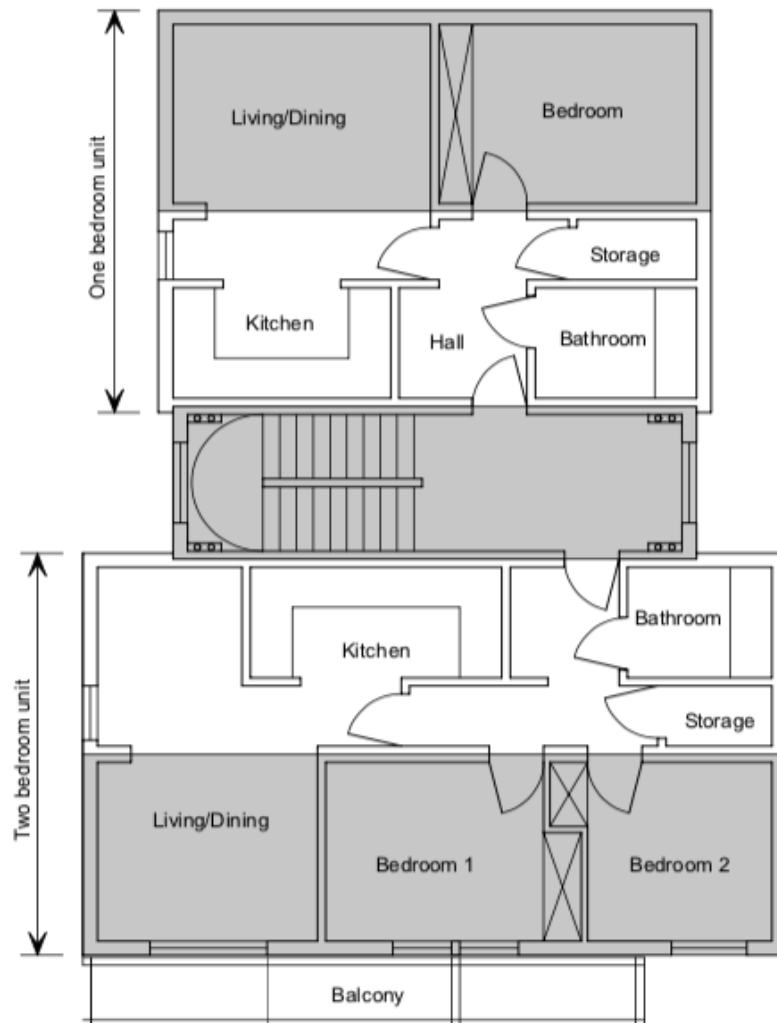 One bedroom unit
Living/Dining
Bedroom
Storage
Kitchen
Hall
Bathroom
Two bedroom unit
Bathroom
Kitchen
Storage
Living/Dining
Bedroom 1
Bedroom 2
Balcony